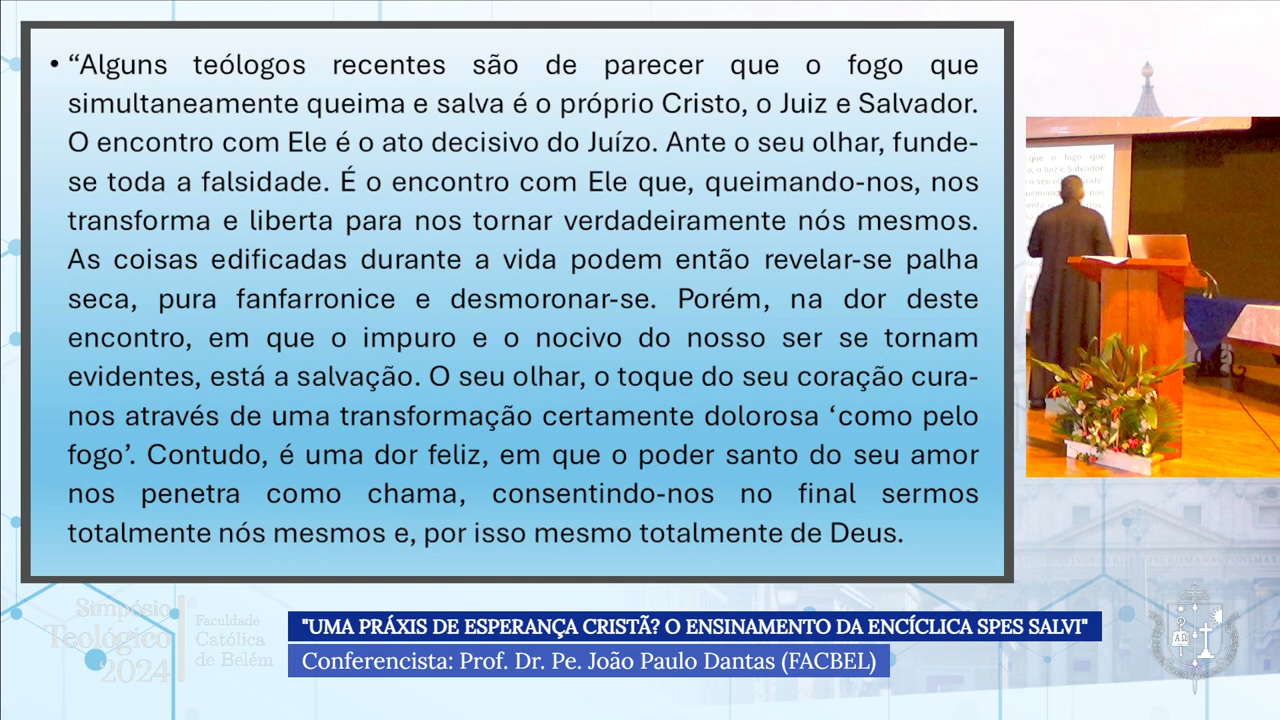 • “Alguns teólogos recentes são de parecer que o fogo que
simultaneamente queima e salva é o próprio Cristo, o Juiz e Salvador.
O encontro com Ele é o ato decisivo do Juízo. Ante o seu olhar, funde-
se toda a falsidade. É o encontro com Ele que, queimando-nos, nos
transforma e liberta para nos tornar verdadeiramente nós mesmos.
As coisas edificadas durante a vida podem então revelar-se palha
seca, pura fanfarronice e desmoronar-se. Porém, na dor deste
encontro, em que o impuro e o nocivo do nosso ser se tornam
evidentes, está a salvação. O seu olhar, o toque do seu coração cura-
nos através de uma transformação certamente dolorosa ‘como pelo
fogo’. Contudo, é uma dor feliz, em que o poder santo do seu amor
nos penetra como chama, consentindo-nos no final sermos
totalmente nós mesmos e, por isso mesmo totalmente de Deus.
que o fogo que
o Juiz e Salvador
Simpósio
Teológico
2024
Faculdade
Católica
de Belém
"UMA PRÁXIS DE ESPERANÇA CRISTÃ? O ENSINAMENTO DA ENCÍCLICA SPES SALVI"
Conferencista: Prof. Dr. Pe. João Paulo Dantas (FACBEL)
ΑΩ